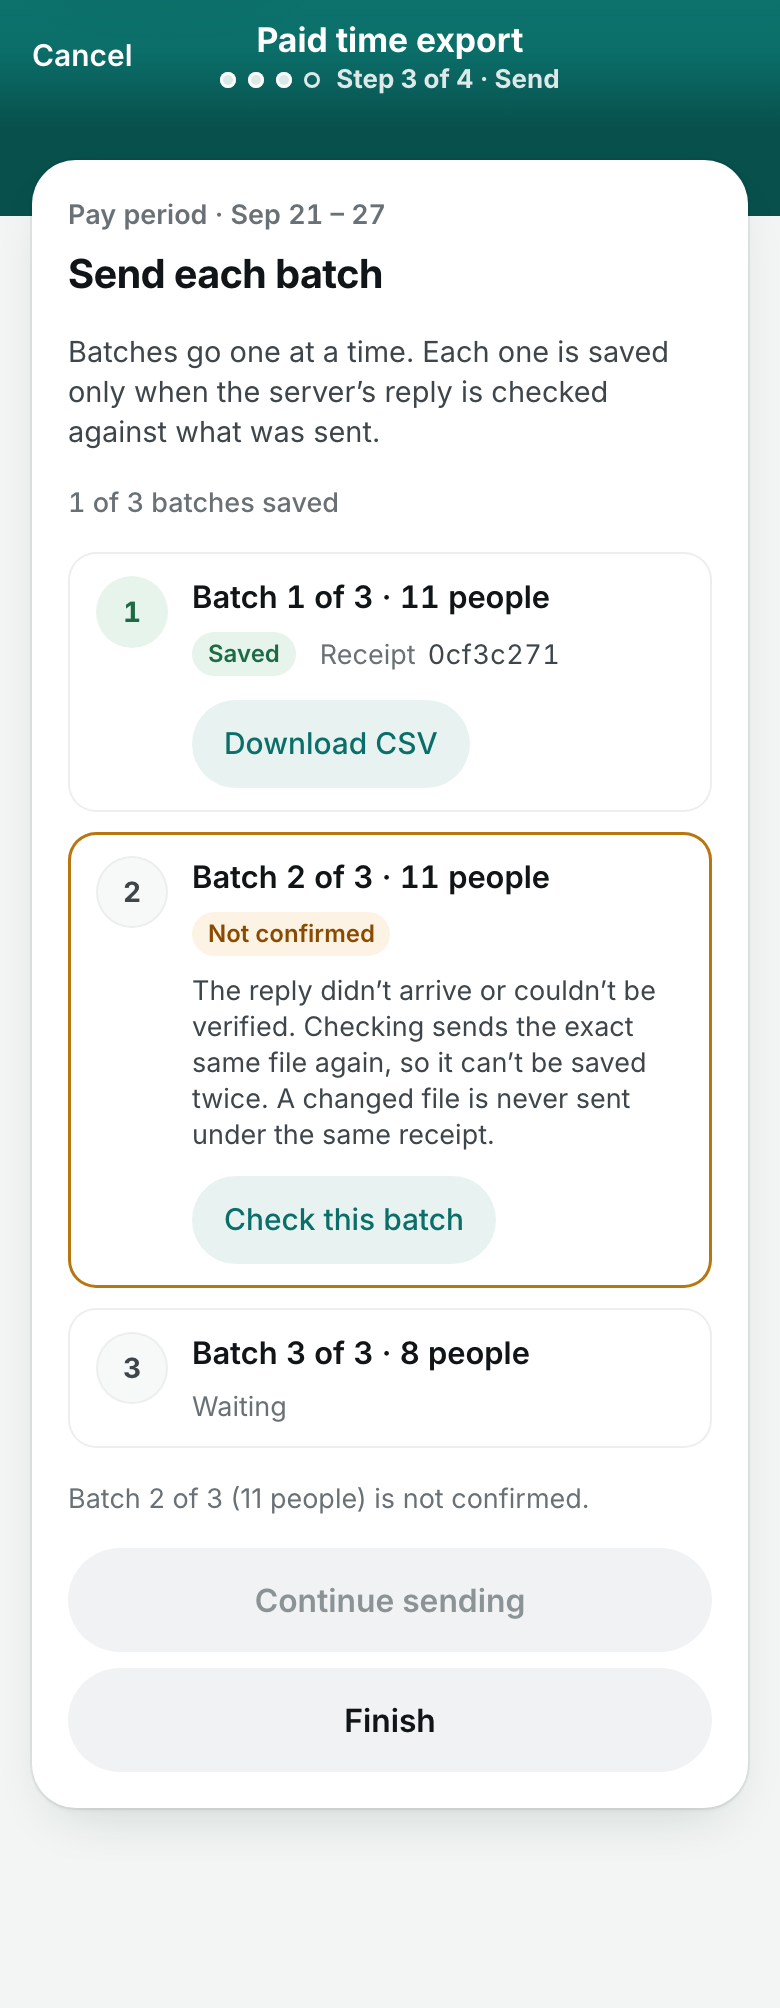 Cancel
Paid time export
Step 3 of 4 · Send
Pay period · Sep 21 – 27
Send each batch
Batches go one at a time. Each one is saved
only when the server’s reply is checked
against what was sent.
1 of 3 batches saved
1
Batch 1 of 3 · 11 people
Saved
Receipt 0cf3c271
Download CSV
2
Batch 2 of 3 · 11 people
Not confirmed
The reply didn’t arrive or couldn’t be
verified. Checking sends the exact
same file again, so it can’t be saved
twice. A changed file is never sent
under the same receipt.
Check this batch
3
Batch 3 of 3 · 8 people
Waiting
Batch 2 of 3 (11 people) is not confirmed.
Continue sending
Finish